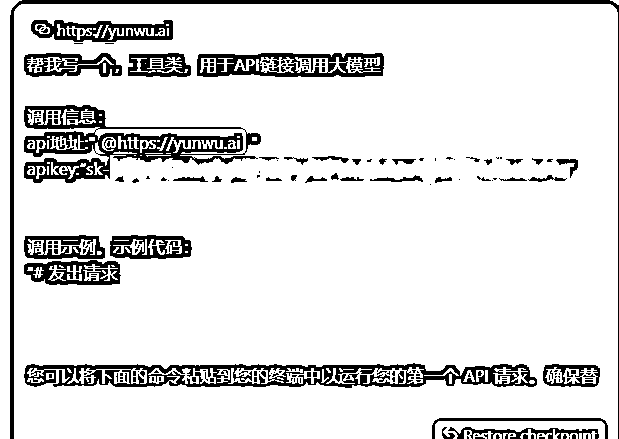 https://yunwu.ai
帮我写一个，工具类，用于API链接调用大模型
调用信息：
api地址:" @https://yunwu.ai "
apikey:"sk-
调用示例，示例代码：
"# 发出请求
您可以将下面的命令粘贴到您的终端中以运行您的第一个 API 请求。确保替
Restore checkpoint